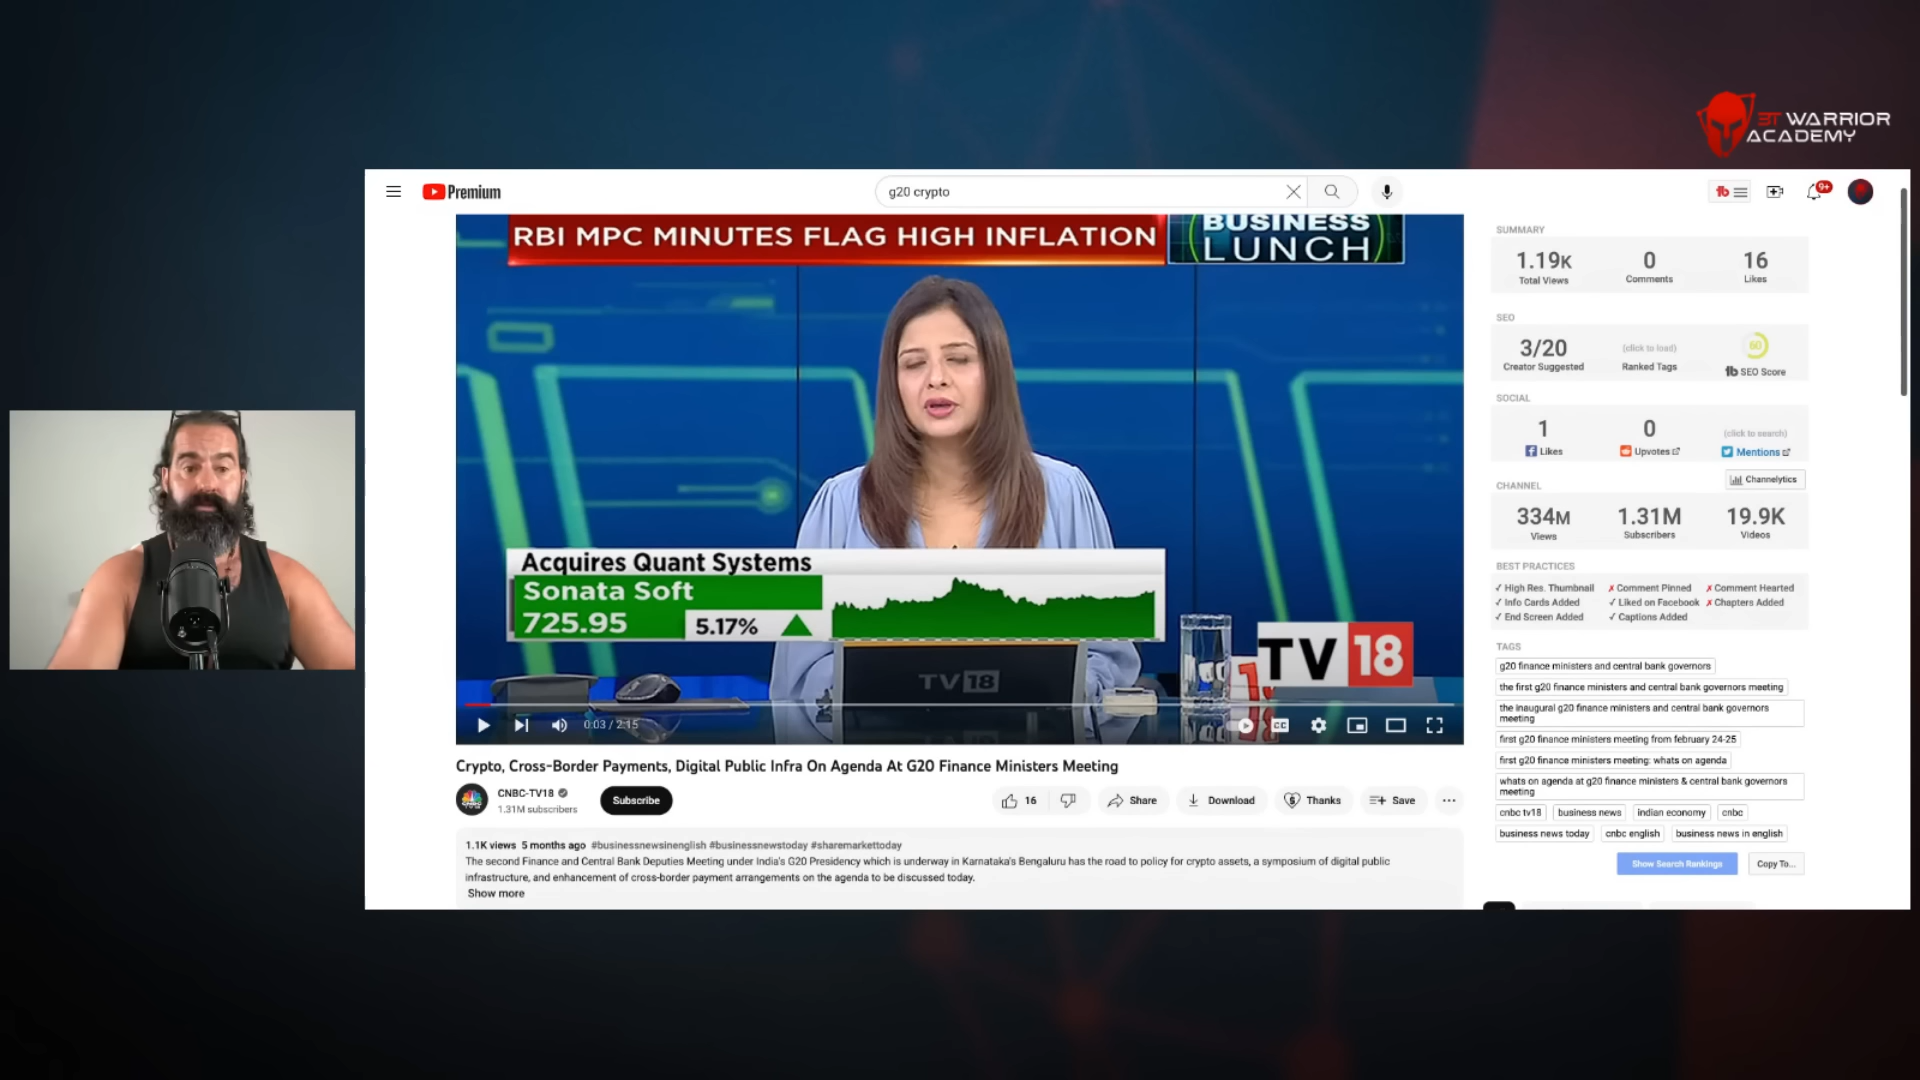 3T WARRIOR
ACADEMY
Premium
g20 crypto
9+
RBI MPC MINUTES FLAG HIGH INFLATION
BUSINESS
LUNCH
Acquires Quant Systems
Sonata Soft
725.95
5.17%
TV18
TV 18
0:03 / 2:15
CC
Crypto, Cross-Border Payments, Digital Public Infra On Agenda At G20 Finance Ministers Meeting
CNBC-TV18
1.31M subscribers
Subscribe
16
Share
Download
Thanks
Save
1.1K views 5 months ago #businessnewsinenglish #businessnewstoday #sharemarkettoday
The second Finance and Central Bank Deputies Meeting under India's G20 Presidency which is underway in Karnataka's Bengaluru has the road to policy for crypto assets, a symposium of digital public
infrastructure, and enhancement of cross-border payment arrangements on the agenda to be discussed today.
Show more
SUMMARY
1.19K 0 16
Total Views Comments Likes
SEO
3/20 (click to load) 60
Creator Suggested Ranked Tags tb SEO Score
SOCIAL
1 0 (click to search)
Likes Upvotes Mentions
CHANNEL Channelytics
334M 1.31M 19.9K
Views Subscribers Videos
BEST PRACTICES
✓ High Res. Thumbnail ✗ Comment Pinned ✗ Comment Hearted
✓ Info Cards Added ✓ Liked on Facebook ✗ Chapters Added
✓ End Screen Added ✓ Captions Added
TAGS
g20 finance ministers and central bank governors
the first g20 finance ministers and central bank governors meeting
the inaugural g20 finance ministers and central bank governors
meeting
first g20 finance ministers meeting from february 24-25
first g20 finance ministers meeting: whats on agenda
whats on agenda at g20 finance ministers & central bank governors
meeting
cnbc tv18 business news indian economy cnbc
business news today cnbc english business news in english
Show Search Rankings Copy To...